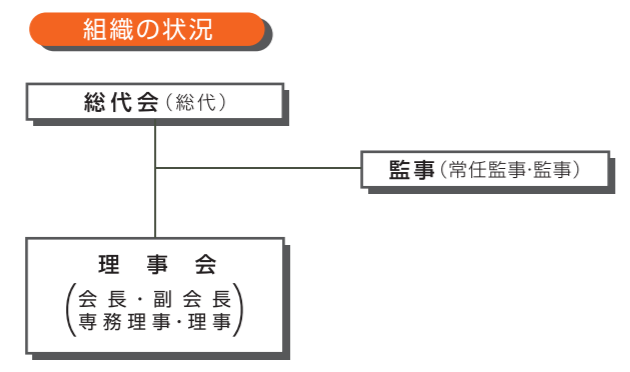 組織の状況
総代会（総代）
監事（常任監事・監事）
理事会
（会長・副会長
専務理事・理事）